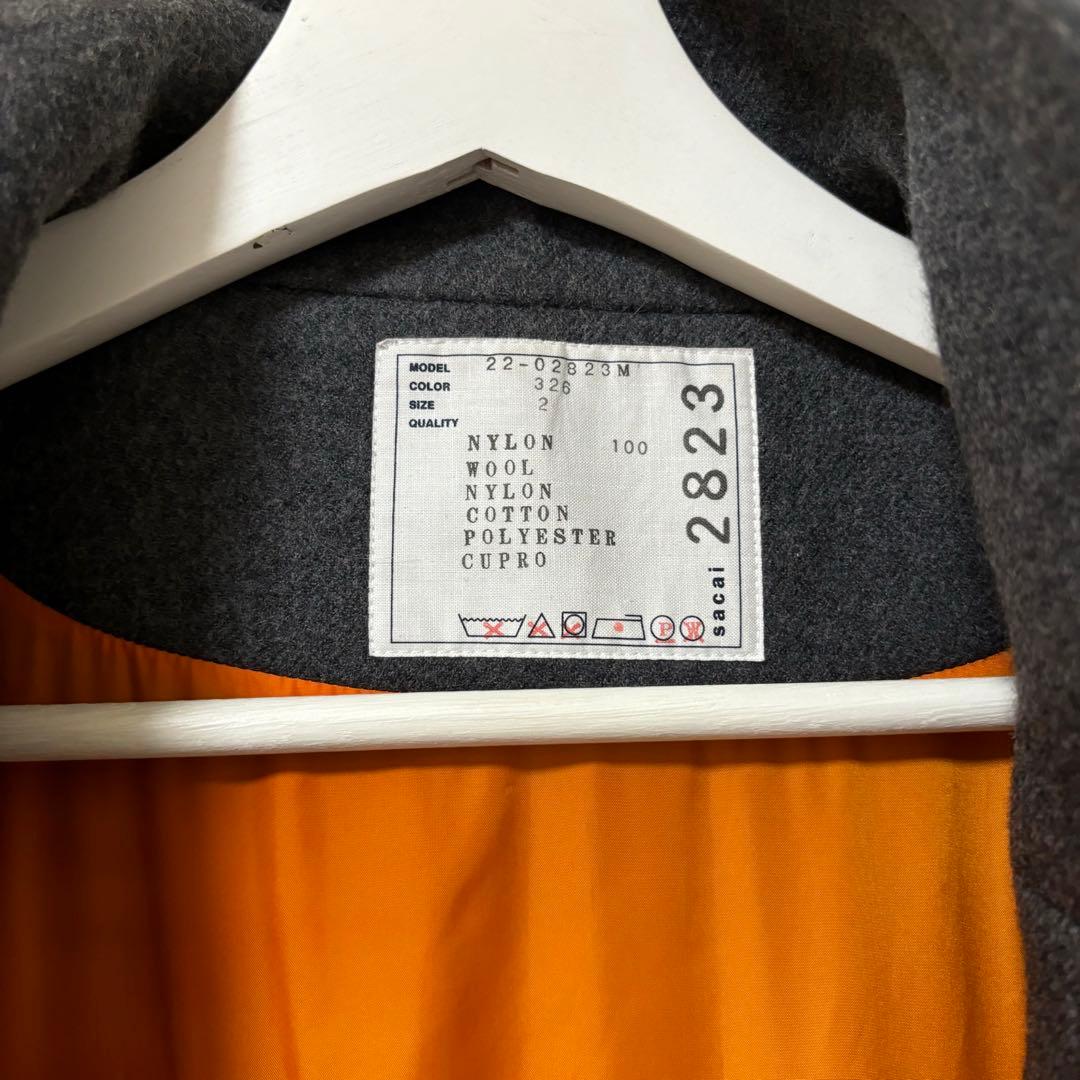 MODEL 22-02823M
COLOR 326
SIZE 2
QUALITY
NYLON 100
WOOL
NYLON
COTTON
POLYESTER
CUPRO
P W
sacai 2823